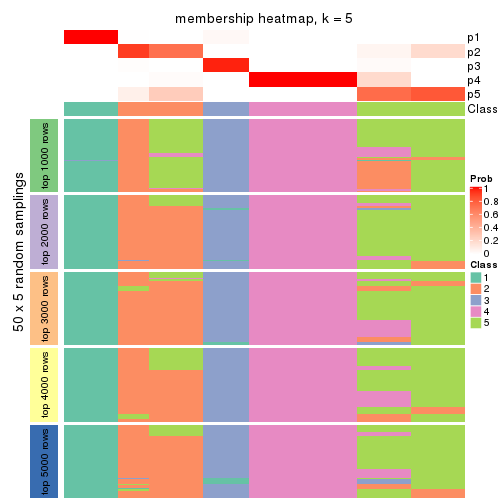 membership heatmap, k = 5
p1
p2
p3
p4
p5
Class
50 x 5 random samplings
top 1000 rows
top 2000 rows
top 3000 rows
top 4000 rows
top 5000 rows
Prob
1
0.8
0.6
0.4
0.2
0
Class
1
2
3
4
5